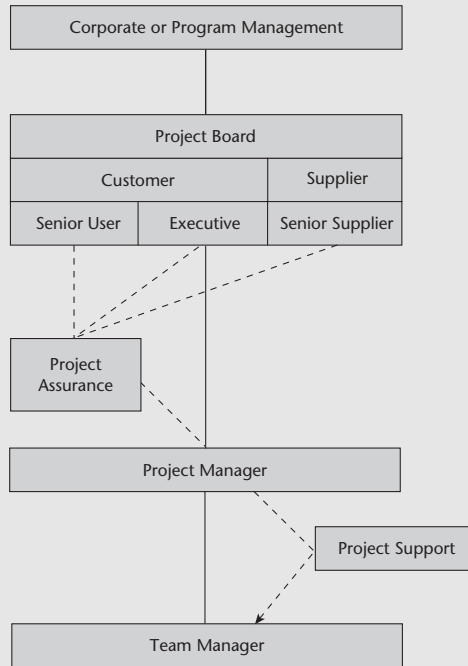 Corporate or Program Management
Project Board
Customer
Supplier
Senior User
Executive
Senior Supplier
Project
Assurance
Project Manager
Project Support
Team Manager